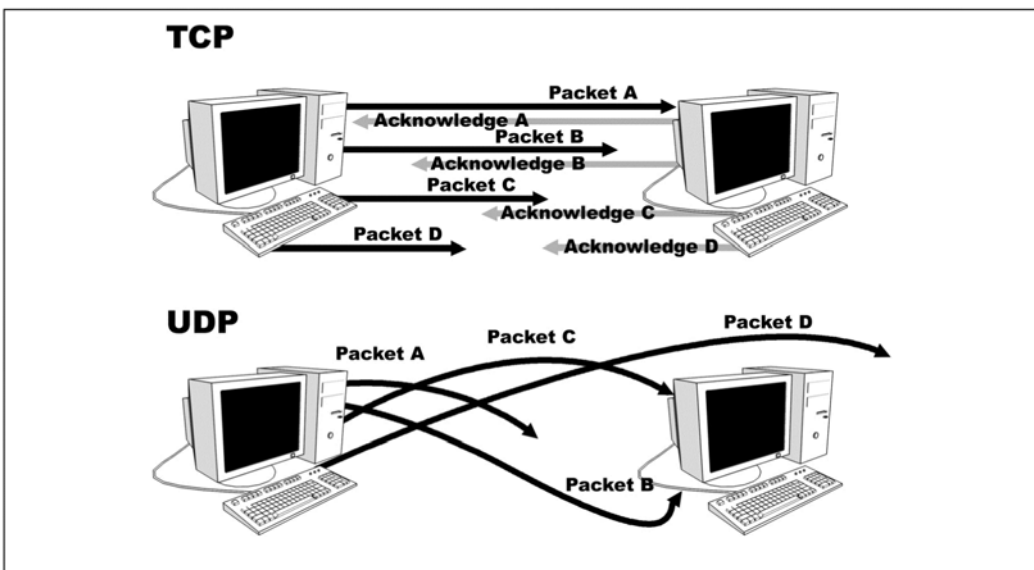 TCP
Packet A
Acknowledge A
Packet B
Acknowledge B
Packet C
Acknowledge C
Packet D
Acknowledge D
UDP
Packet D
Packet C
Packet A
Packet B